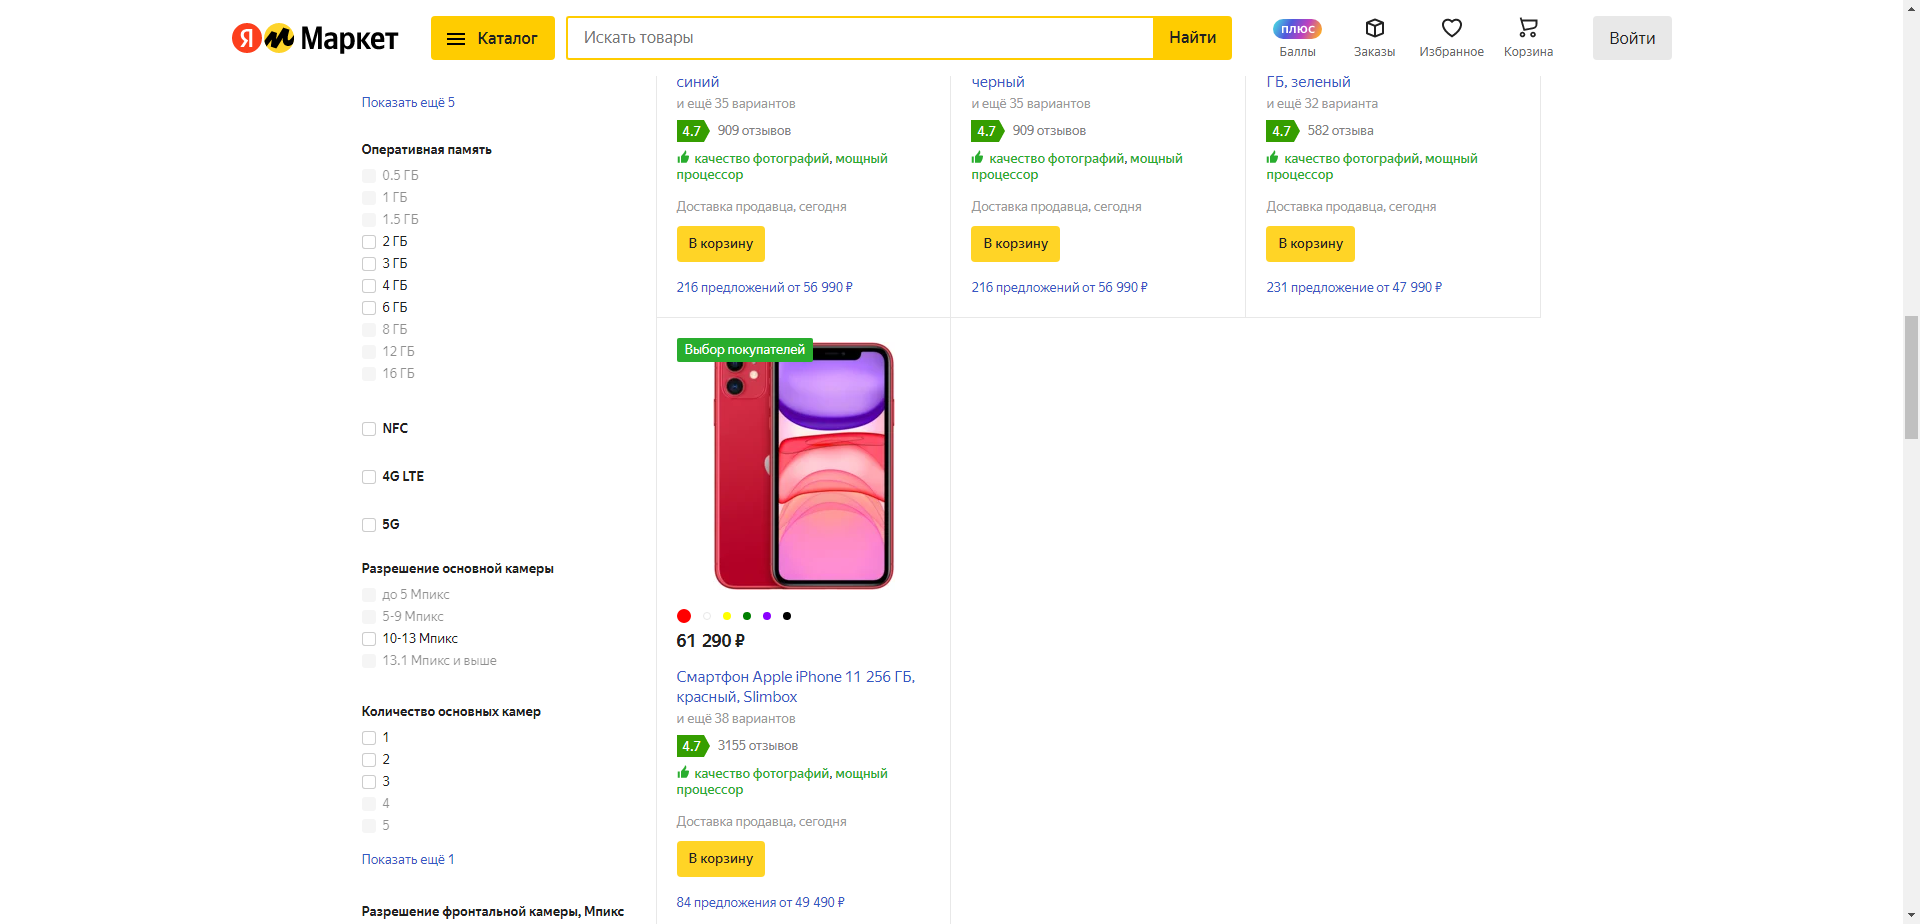 Я Маркет
Каталог
Искать товары
Найти
плюс
Баллы
Заказы
Избранное
Корзина
Войти
Показать ещё 5
Оперативная память
0.5 ГБ
1 ГБ
1.5 ГБ
2 ГБ
3 ГБ
4 ГБ
6 ГБ
8 ГБ
12 ГБ
16 ГБ
NFC
4G LTE
5G
Разрешение основной камеры
до 5 Мпикс
5-9 Мпикс
10-13 Мпикс
13.1 Мпикс и выше
Количество основных камер
1
2
3
4
5
Показать ещё 1
Разрешение фронтальной камеры, Мпикс
синий
и ещё 35 вариантов
4.7 909 отзывов
качество фотографий, мощный
процессор
Доставка продавца, сегодня
В корзину
216 предложений от 56 990 ₽
черный
и ещё 35 вариантов
4.7 909 отзывов
качество фотографий, мощный
процессор
Доставка продавца, сегодня
В корзину
216 предложений от 56 990 ₽
ГБ, зеленый
и ещё 32 варианта
4.7 582 отзыва
качество фотографий, мощный
процессор
Доставка продавца, сегодня
В корзину
231 предложение от 47 990 ₽
Выбор покупателей
61 290 ₽
Смартфон Apple iPhone 11 256 ГБ,
красный, Slimbox
и ещё 38 вариантов
4.7 3155 отзывов
качество фотографий, мощный
процессор
Доставка продавца, сегодня
В корзину
84 предложения от 49 490 ₽